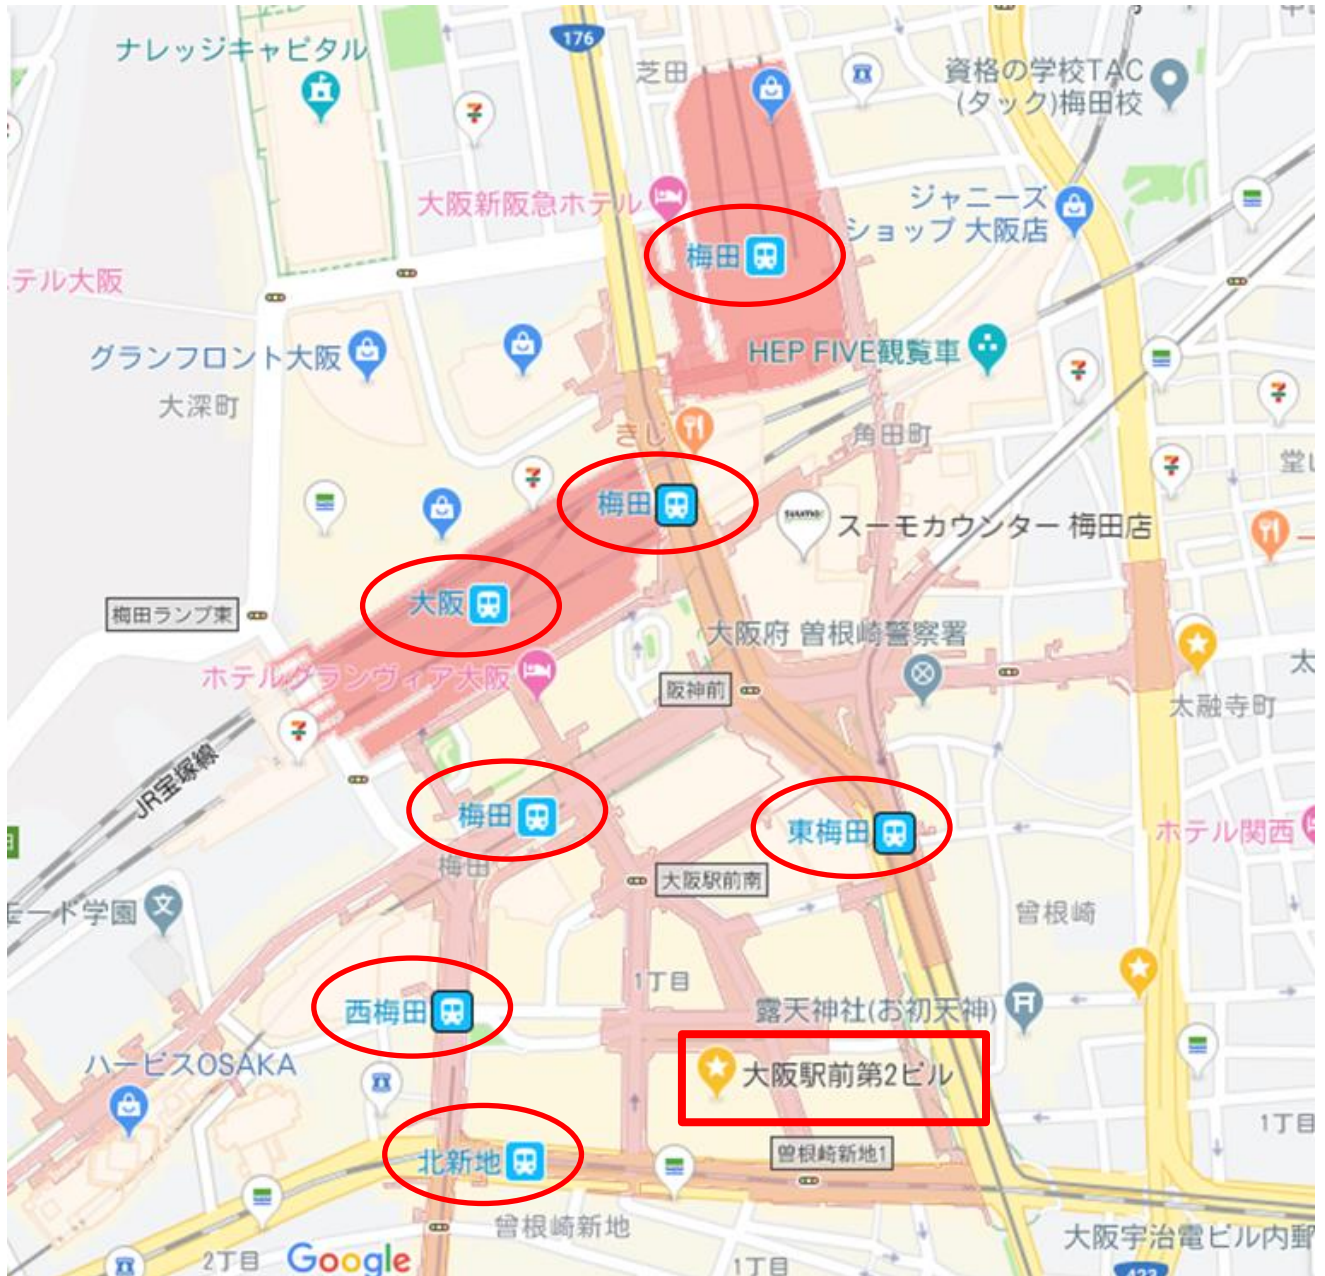 176
ナレッジキャピタル
芝田
資格の学校TAC
(タック)梅田校
大阪新阪急ホテル
ジャニーズ
ショップ 大阪店
梅田
テル大阪
グランフロント大阪
HEP FIVE観覧車
大深町
きじ
角田町
梅田
スーモカウンター 梅田店
大阪
梅田ランプ東
大阪府 曽根崎警察署
ホテルグランヴィア大阪
阪神前
太融寺町
JR宝塚線
梅田
東梅田
ホテル関西
梅田
大阪駅前南
モード学園
曾根崎
1丁目
西梅田
露天神社(お初天神)
ハービスOSAKA
大阪駅前第2ビル
1丁目
北新地
曽根崎新地1
曾根崎新地
大阪宇治電ビル内郵
2丁目
Google
1丁目